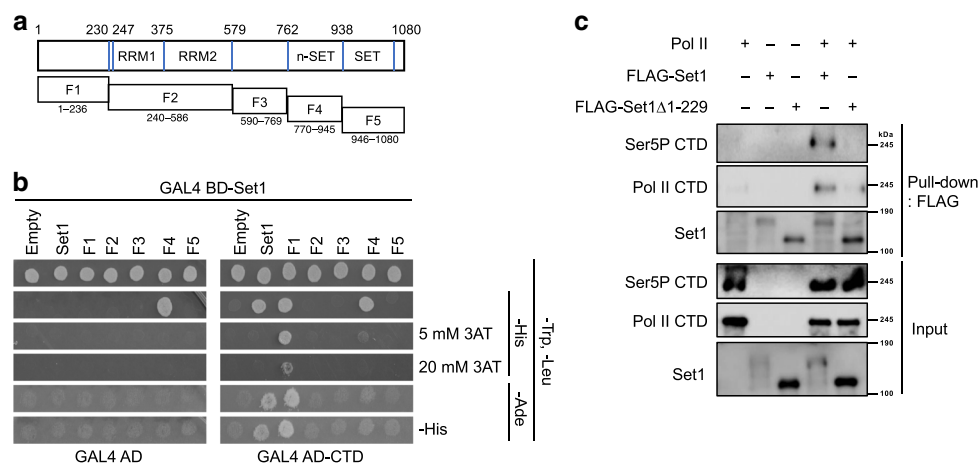 a
1 230 247 375 579 762 938 1080
RRM1 RRM2 n-SET SET
F1 F2 F3 F4 F5
1–236 240–586 590–769 770–945 946–1080
b
GAL4 BD-Set1
Empty Set1 F1 F2 F3 F4 F5 Empty Set1 F1 F2 F3 F4 F5
5 mM 3AT
20 mM 3AT
-His
-His
-Ade
-Trp, -Leu
GAL4 AD GAL4 AD-CTD
c
Pol II + – – + +
FLAG-Set1 – + – + –
FLAG-Set1Δ1-229 – – + – +
kDa
Ser5P CTD 245
Pol II CTD 245
190
Set1
100
Pull-down
: FLAG
Ser5P CTD 245
Pol II CTD 245
190
Set1
100
Input